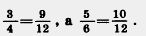 3/4 = 9/12, а 5/6 = 10/12.